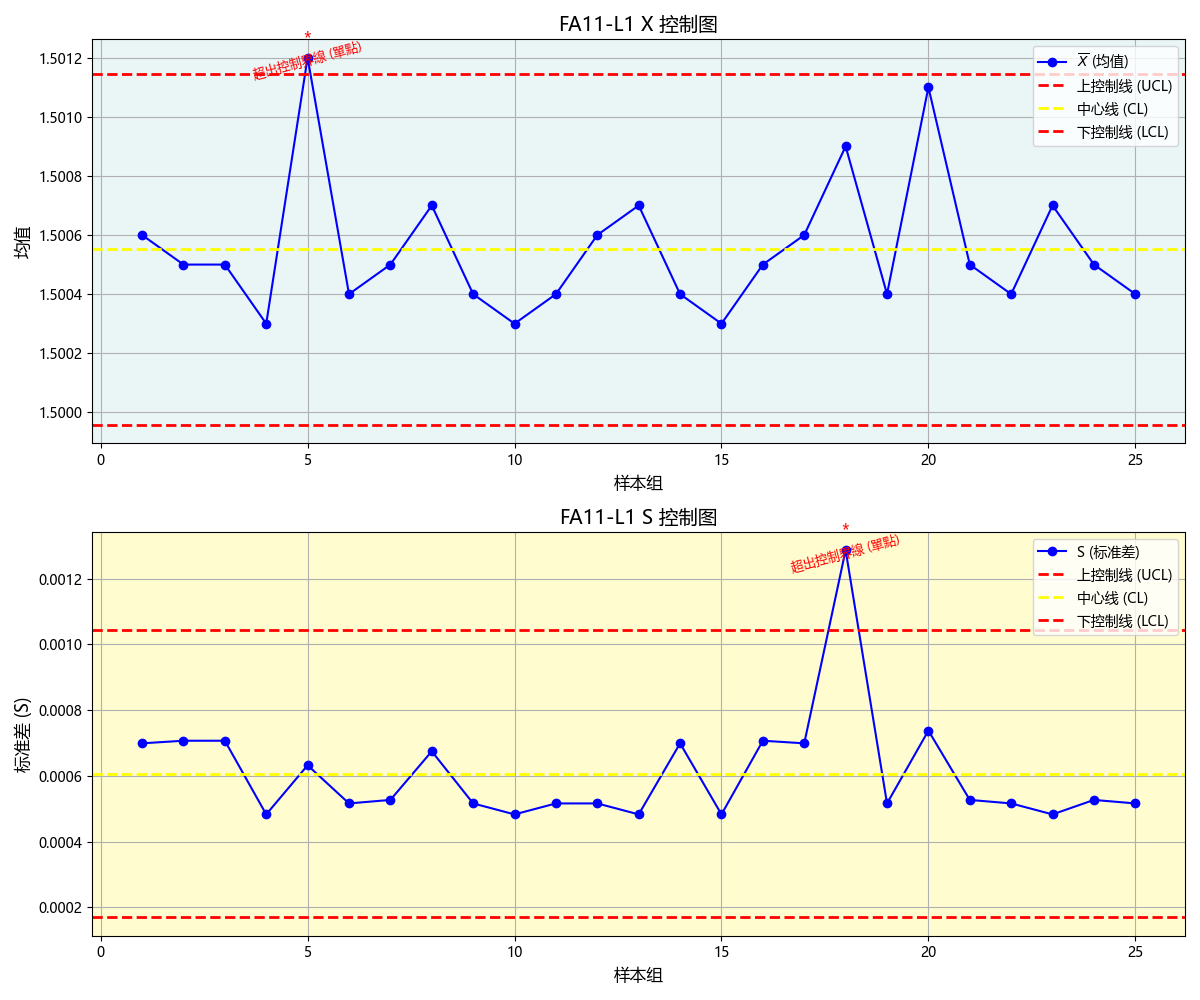 FA11-L1 X 控制图
*
超出控制界線 (單點)
1.5012
1.5010
1.5008
1.5006
1.5004
1.5002
1.5000
均值
X (均值)
上控制线 (UCL)
中心线 (CL)
下控制线 (LCL)
0 5 10 15 20 25
样本组
FA11-L1 S 控制图
*
超出控制界線 (單點)
0.0012
0.0010
0.0008
0.0006
0.0004
0.0002
标准差 (S)
S (标准差)
上控制线 (UCL)
中心线 (CL)
下控制线 (LCL)
0 5 10 15 20 25
样本组